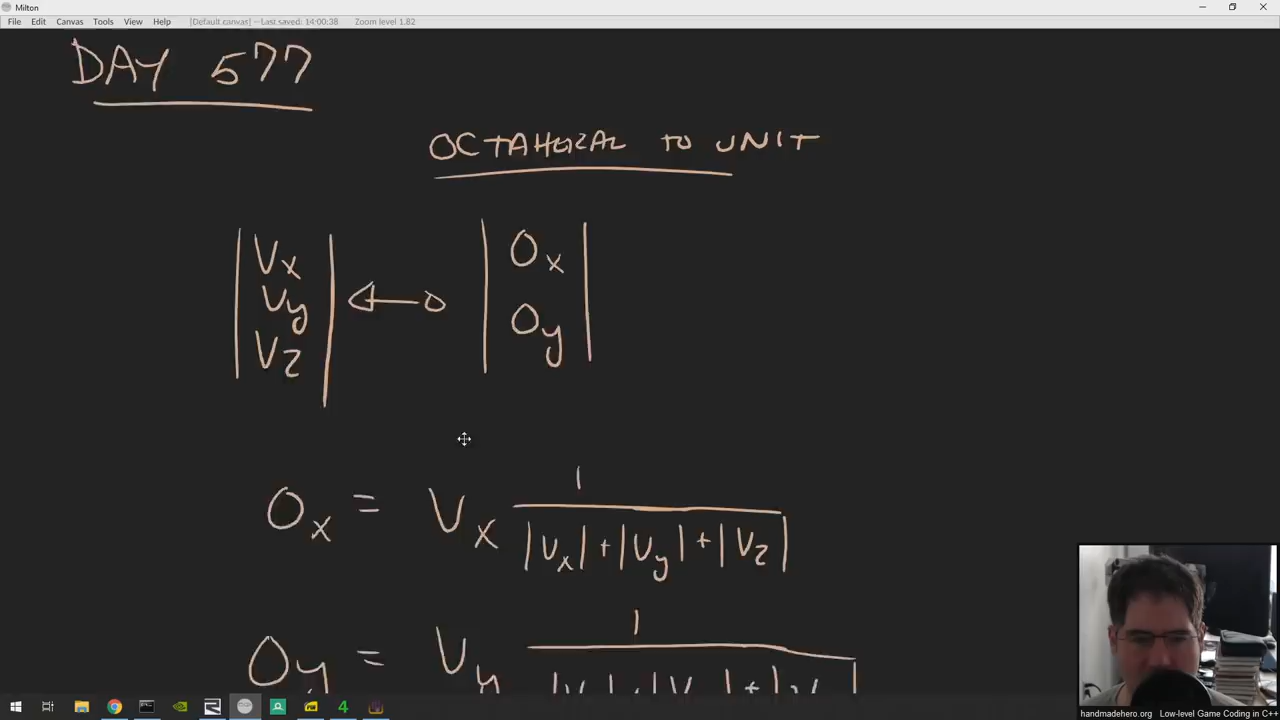 Milton
File Edit Canvas Tools View Help [Default canvas] -- Last saved: 14:00:38 Zoom level 1.82
DAY 577
OCTAHERAL TO UNIT
Vx
Vy
Vz
Ox
Oy
Ox = Vx 1 / |Vx| + |Vy| + |Vz|
Oy = Vy 1
4
handmadehero.org Low-level Game Coding in C++